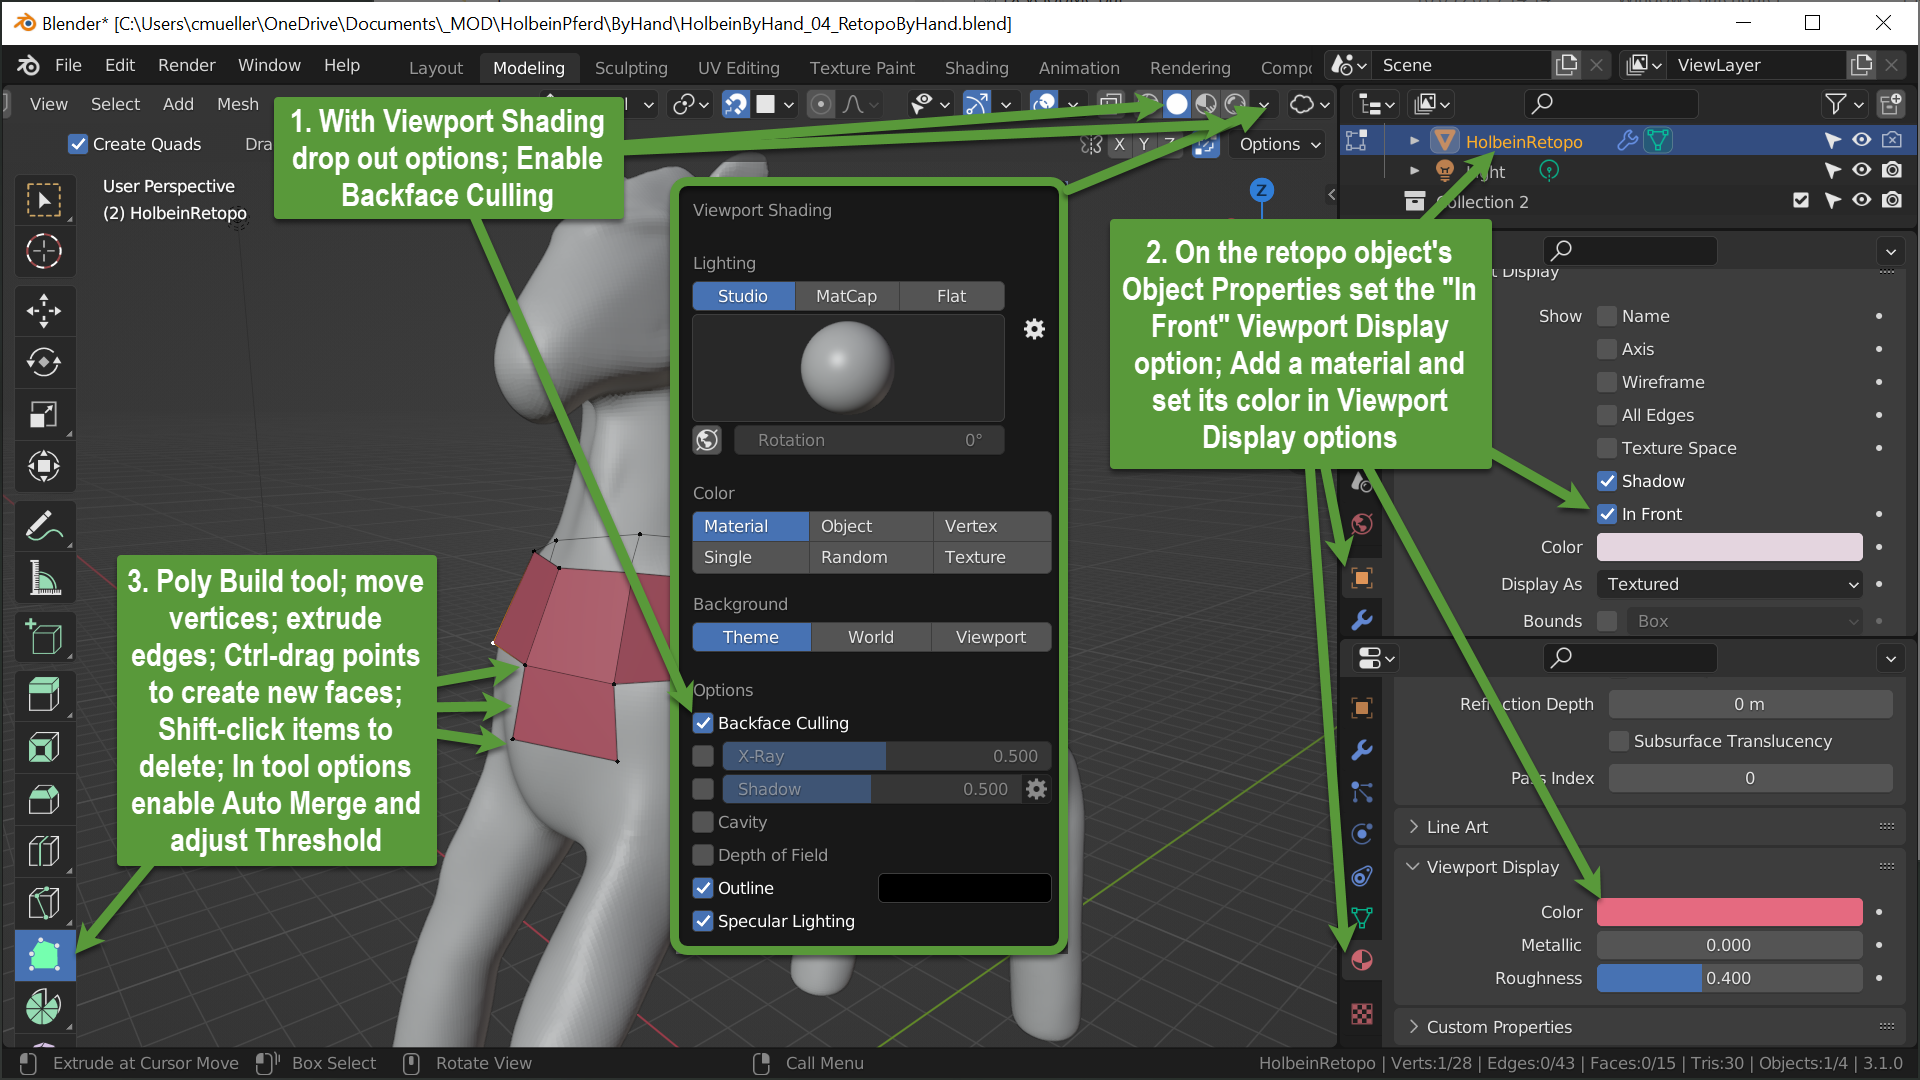 Blender* [C:\Users\cmueller\OneDrive\Documents\_MOD\HolbeinPferd\ByHand\HolbeinByHand_04_RetopoByHand.blend]
File Edit Render Window Help Layout Modeling Sculpting UV Editing Texture Paint Shading Animation Rendering Compo Scene ViewLayer
View Select Add Mesh
Create Quads Dra
X Y Z Options
User Perspective
(2) HolbeinRetopo
1. With Viewport Shading
drop out options; Enable
Backface Culling
Z
HolbeinRetopo
ght
ollection 2
2. On the retopo object's
Object Properties set the "In
Front" Viewport Display
option; Add a material and
set its color in Viewport
Display options
3. Poly Build tool; move
vertices; extrude
edges; Ctrl-drag points
to create new faces;
Shift-click items to
delete; In tool options
enable Auto Merge and
adjust Threshold
Viewport Shading
Lighting
Studio MatCap Flat
Rotation 0°
Color
Material Object Vertex
Single Random Texture
Background
Theme World Viewport
Options
Backface Culling
X-Ray 0.500
Shadow 0.500
Cavity
Depth of Field
Outline
Specular Lighting
t Display
Show Name
Axis
Wireframe
All Edges
Texture Space
Shadow
In Front
Color
Display As Textured
Bounds Box
Refraction Depth 0 m
Subsurface Translucency
Pass Index 0
Line Art
Viewport Display
Color
Metallic 0.000
Roughness 0.400
Custom Properties
Extrude at Cursor Move Box Select Rotate View Call Menu HolbeinRetopo | Verts:1/28 | Edges:0/43 | Faces:0/15 | Tris:30 | Objects:1/4 | 3.1.0